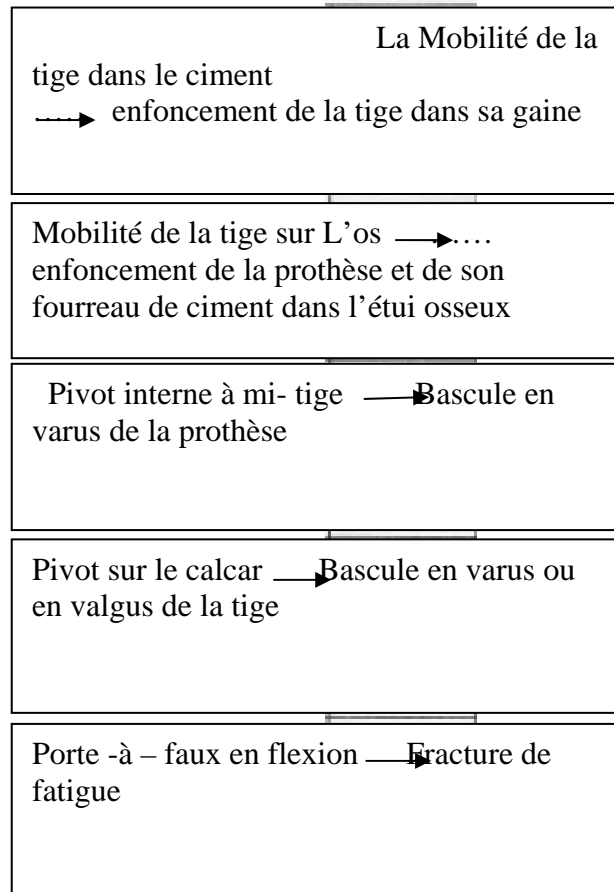 La Mobilité de la
tige dans le ciment
….. enfoncement de la tige dans sa gaine
Mobilité de la tige sur L’os ……
enfoncement de la prothèse et de son
fourreau de ciment dans l’étui osseux
Pivot interne à mi- tige Bascule en
varus de la prothèse
Pivot sur le calcar Bascule en varus ou
en valgus de la tige
Porte -à – faux en flexion Fracture de
fatigue